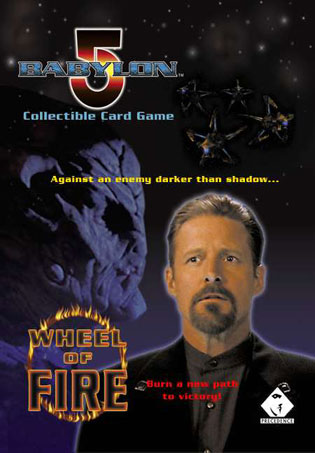 5
BABYLON™
Collectible Card Game
Against an enemy darker than shadow...
WHEEL
OF
FIRE
Burn a new path
to victory!
PRECEDENCE